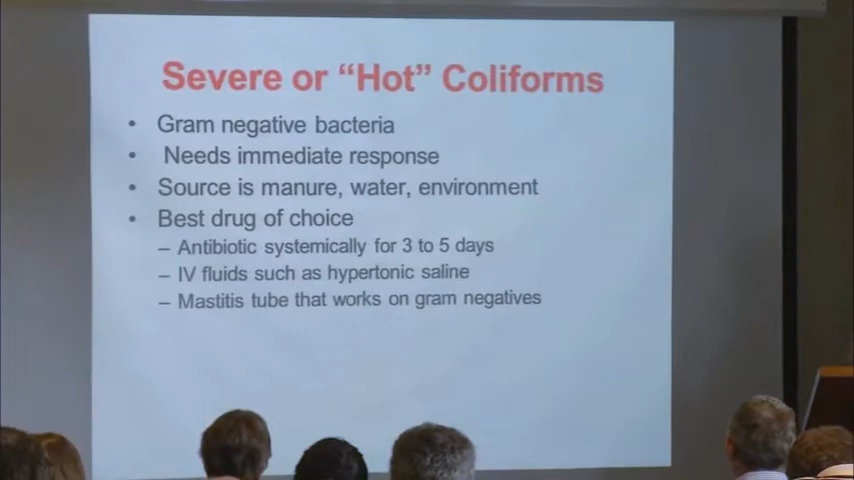 Severe or “Hot” Coliforms
• Gram negative bacteria
• Needs immediate response
• Source is manure, water, environment
• Best drug of choice
– Antibiotic systemically for 3 to 5 days
– IV fluids such as hypertonic saline
– Mastitis tube that works on gram negatives